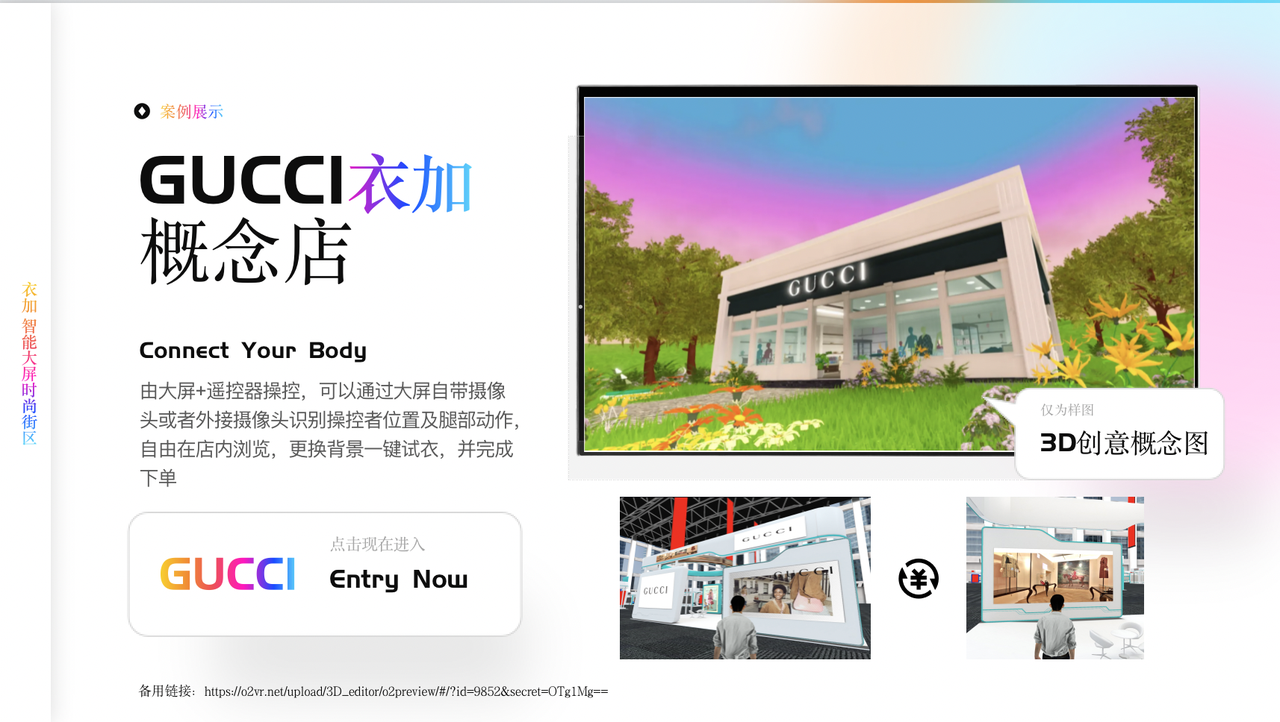 案例展示
GUCCI衣加
概念店
衣加 智能大屏时尚街区
Connect Your Body
由大屏+遥控器操控，可以通过大屏自带摄像
头或者外接摄像头识别操控者位置及腿部动作，
自由在店内浏览，更换背景一键试衣，并完成
下单
GUCCI
点击现在进入
Entry Now
GUCCI
仅为样图
3D创意概念图
GUCCI
GUCCI
GUCCI
备用链接：https://o2vr.net/upload/3D_editor/o2preview/#/?id=9852&secret=OTg1Mg==